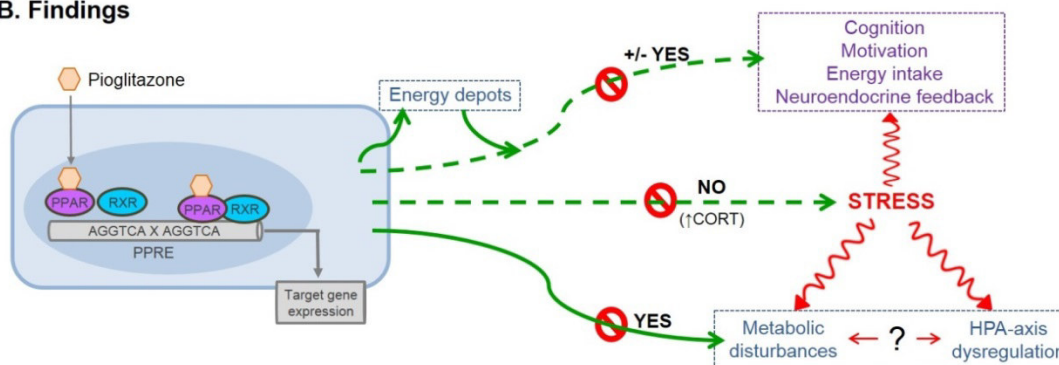 B. Findings
Pioglitazone
Energy depots
+/- YES
Cognition
Motivation
Energy intake
Neuroendocrine feedback
PPAR
RXR
PPAR
RXR
AGGTCA X AGGTCA
PPRE
NO
(↑CORT)
STRESS
Target gene
expression
YES
Metabolic
disturbances
?
HPA-axis
dysregulation